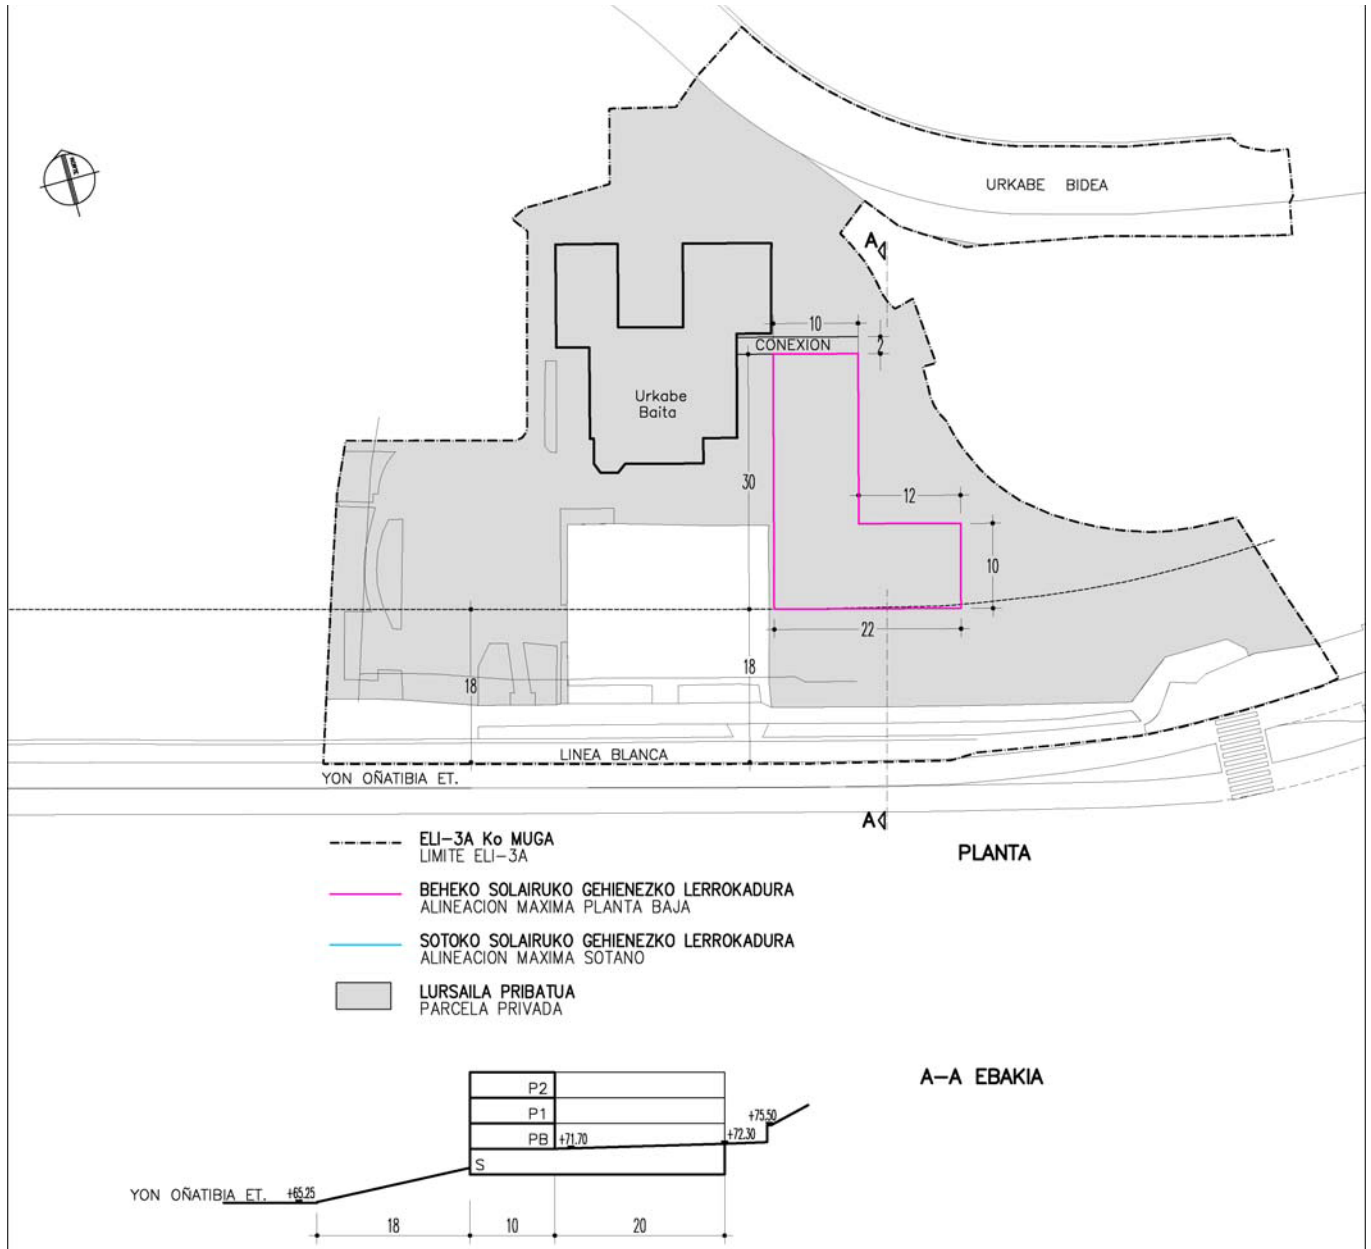 URKABE BIDEA
NORTE
A
10
2
CONEXION
Urkabe
Baita
30
12
10
22
18
18
LINEA BLANCA
YON OÑATIBIA ET.
A
ELI-3A Ko MUGA
LIMITE ELI-3A
PLANTA
BEHEKO SOLAIRUKO GEHIENEZKO LERROKADURA
ALINEACION MAXIMA PLANTA BAJA
SOTOKO SOLAIRUKO GEHIENEZKO LERROKADURA
ALINEACION MAXIMA SOTANO
LURSAILA PRIBATUA
PARCELA PRIVADA
A-A EBAKIA
P2
P1
PB
+71.70
+72.30
+75.50
S
YON OÑATIBIA ET.
+65.25
18
10
20